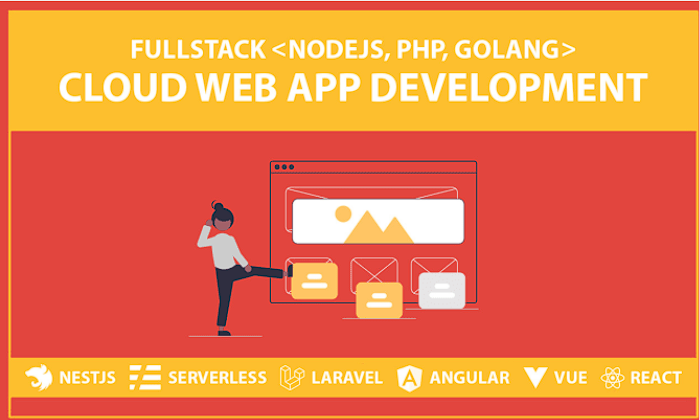 FULLSTACK <NODEJS, PHP, GOLANG>
CLOUD WEB APP DEVELOPMENT
NESTJS SERVERLESS LARAVEL ANGULAR VUE REACT